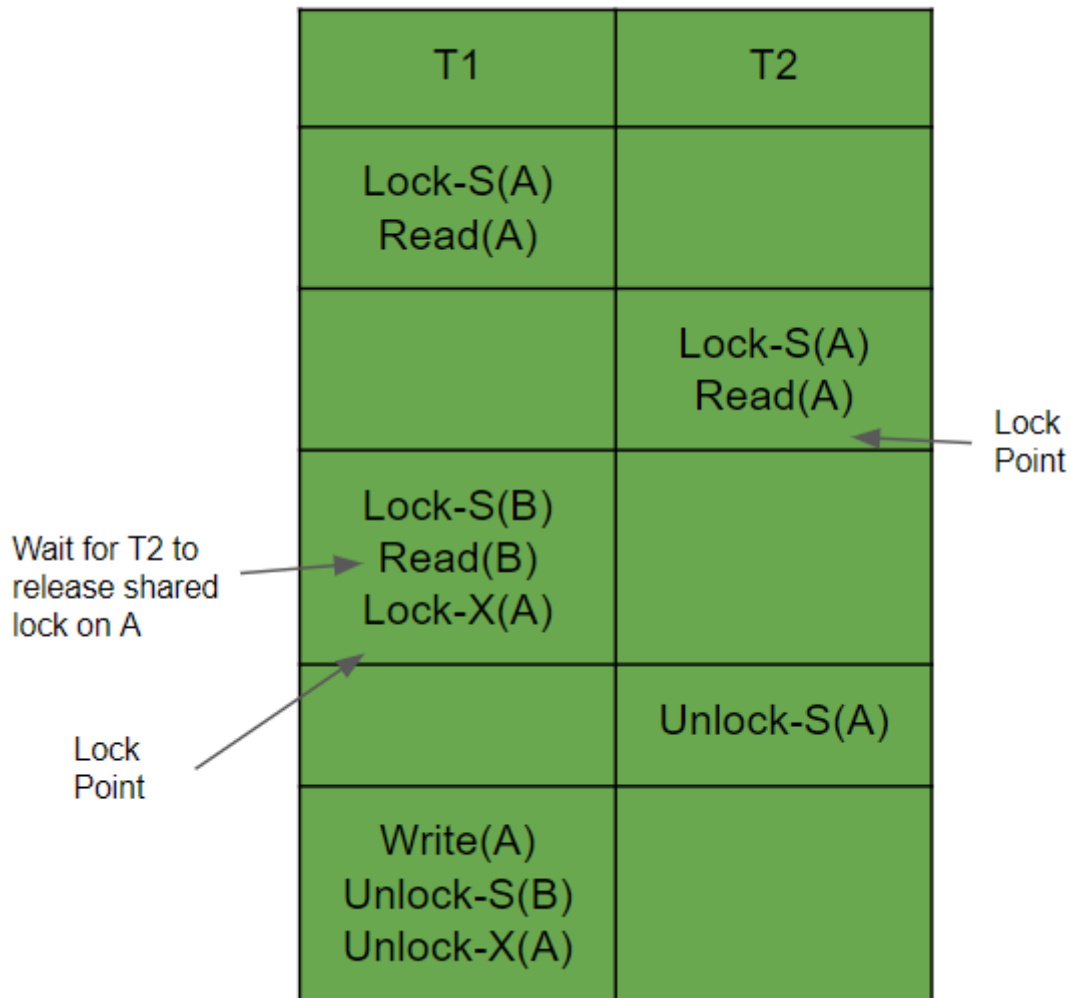 T1
T2
Lock-S(A)
Read(A)
Lock-S(A)
Read(A)
Lock
Point
Lock-S(B)
Read(B)
Lock-X(A)
Wait for T2 to
release shared
lock on A
Lock
Point
Unlock-S(A)
Write(A)
Unlock-S(B)
Unlock-X(A)